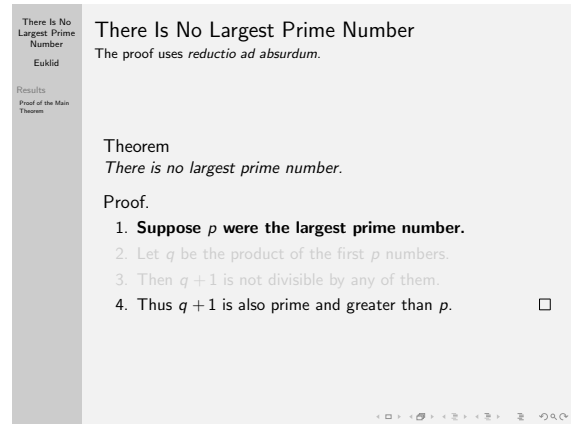 There Is No
Largest Prime
Number
Euklid
Results
Proof of the Main
Theorem
There Is No Largest Prime Number
The proof uses reductio ad absurdum.
Theorem
There is no largest prime number.
Proof.
1. Suppose p were the largest prime number.
2. Let q be the product of the first p numbers.
3. Then q + 1 is not divisible by any of them.
4. Thus q + 1 is also prime and greater than p.